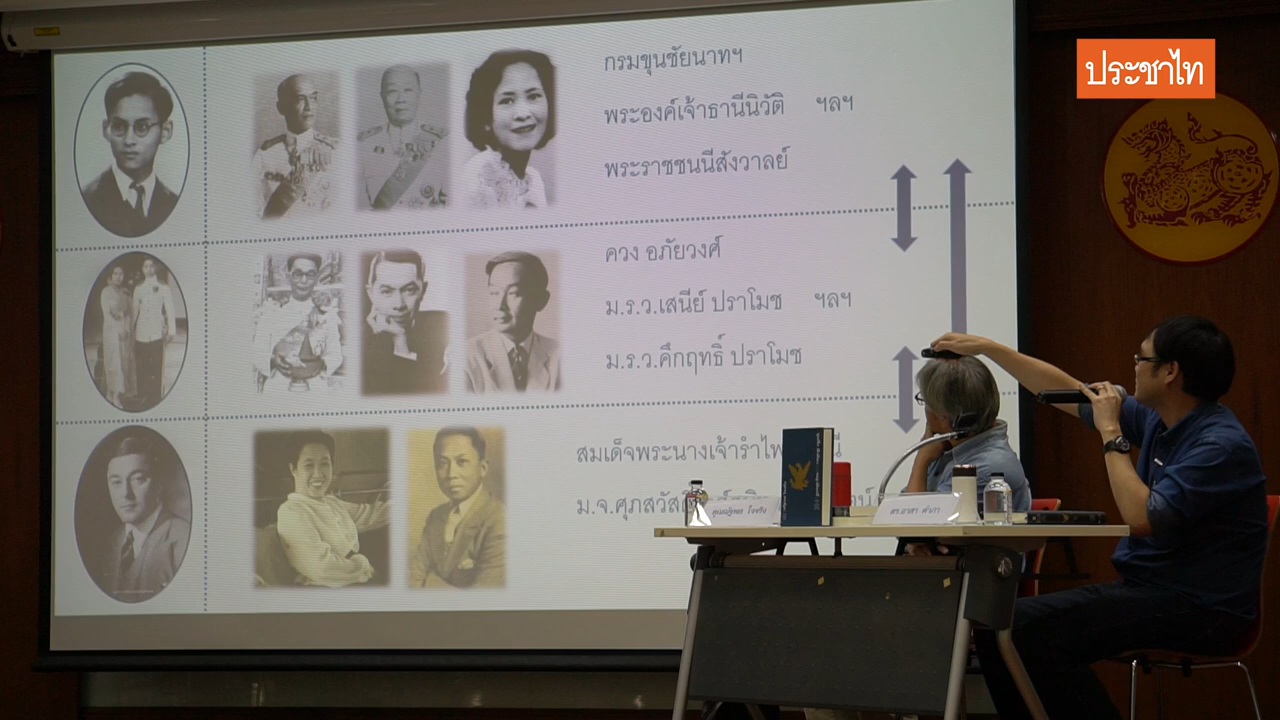 ประชาไท
กรมขุนชัยนาทฯ
พระองค์เจ้าธานีนิวัติ ฯลฯ
พระราชชนนีสังวาลย์
ควง อภัยวงศ์
ม.ร.ว.เสนีย์ ปราโมช ฯลฯ
ม.ร.ว.คึกฤทธิ์ ปราโมช
สมเด็จพระนางเจ้ารำไพ
ม.จ.ศุภสวัส